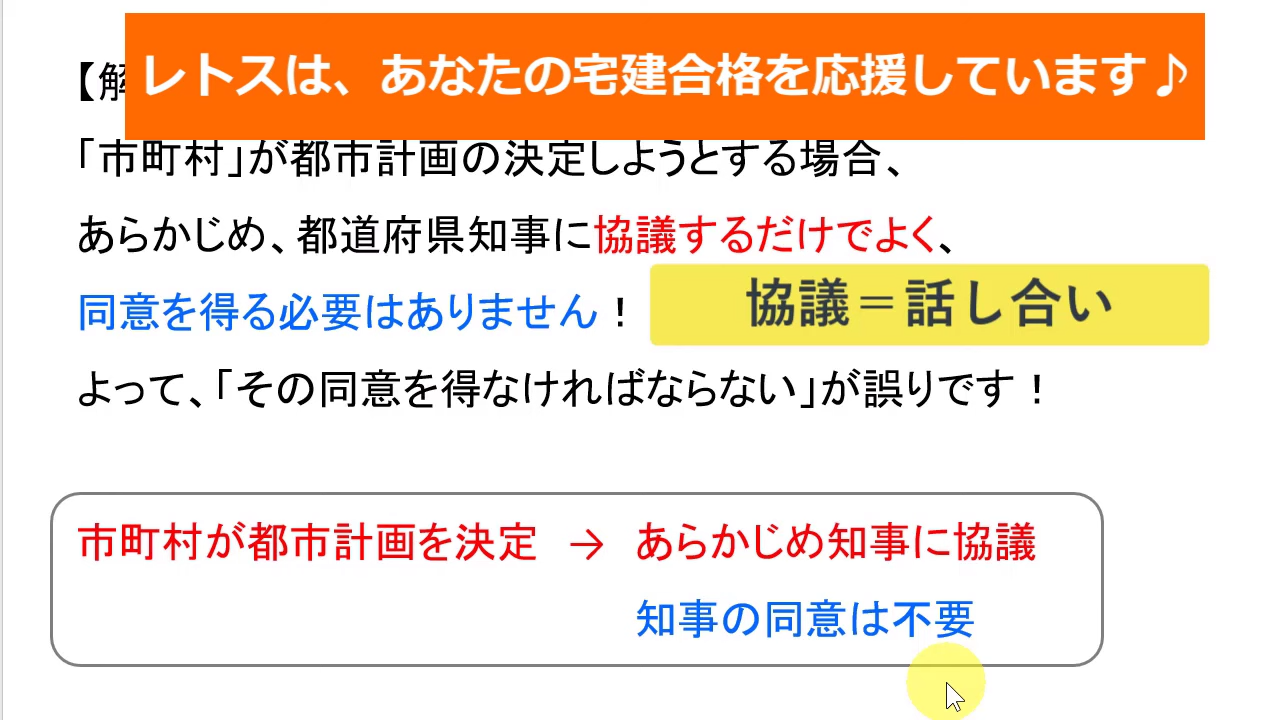 レトスは、あなたの宅建合格を応援しています♪
【解
「市町村」が都市計画の決定しようとする場合、
あらかじめ、都道府県知事に協議するだけでよく、
同意を得る必要はありません！
協議＝話し合い
よって、「その同意を得なければならない」が誤りです！
市町村が都市計画を決定 → あらかじめ知事に協議
知事の同意は不要